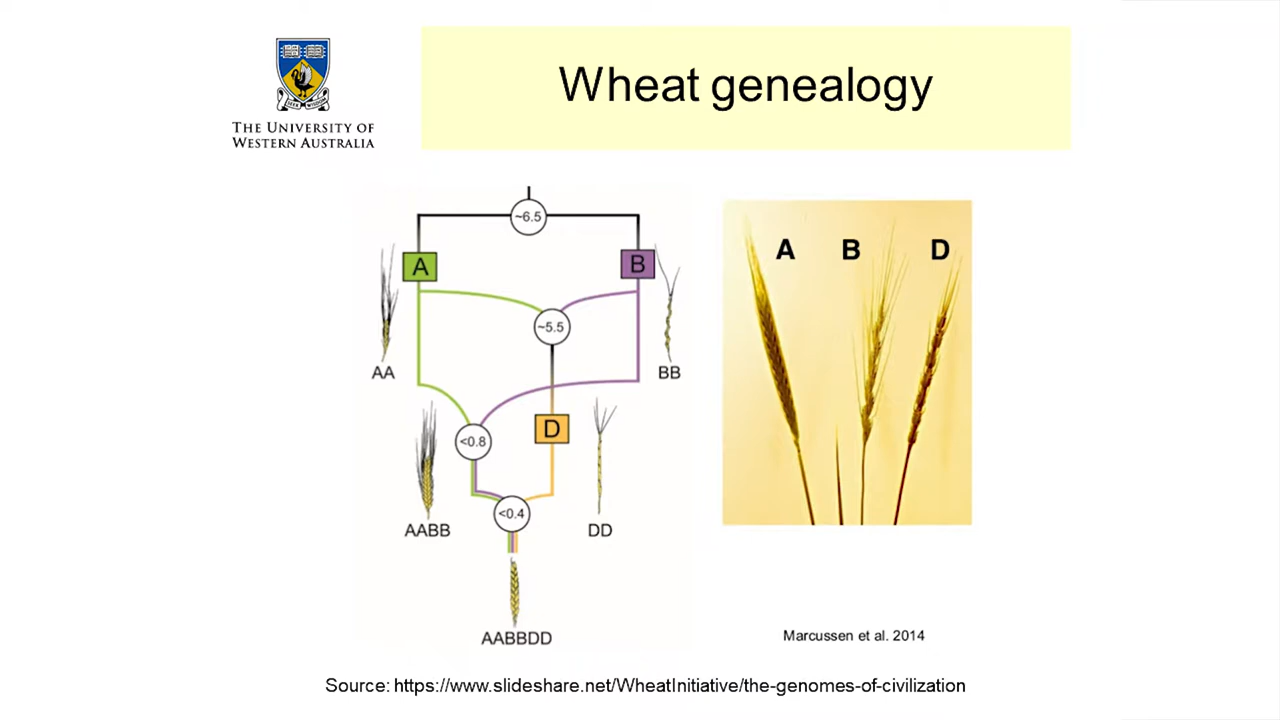 Wheat genealogy
THE UNIVERSITY OF
WESTERN AUSTRALIA
~6.5
A
B
~5.5
AA
BB
<0.8
D
<0.4
AABB
DD
AABBDD
A B D
Marcussen et al. 2014
Source: https://www.slideshare.net/WheatInitiative/the-genomes-of-civilization